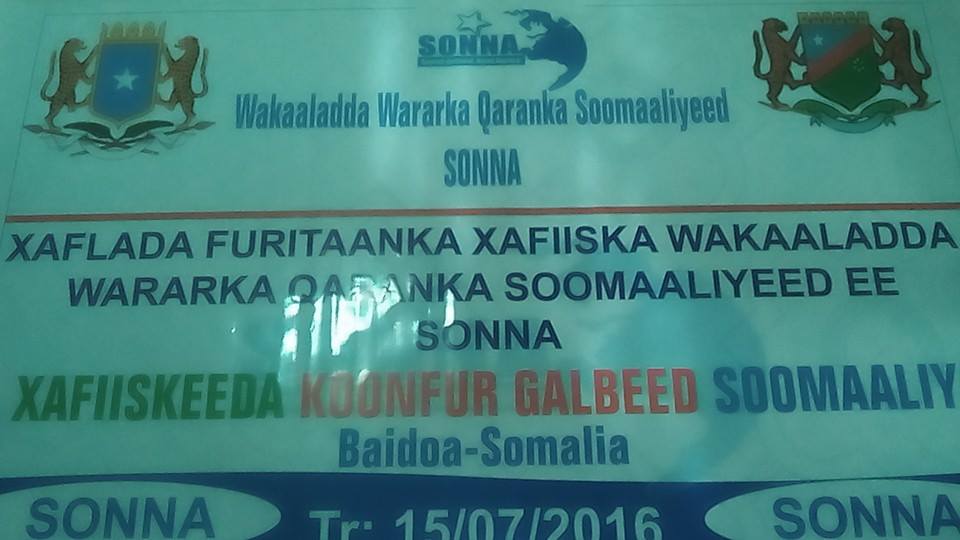 SONNA
Wakaaladda Wararka Qaranka Soomaaliyeed
SONNA
XAFLADA FURITAANKA XAFIISKA WAKAALADDA
WARARKA QARANKA SOOMAALIYEED EE
SONNA
XAFIISKEEDA KOONFUR GALBEED SOOMAALIY
Baidoa-Somalia
SONNA Tr: 15/07/2016 SONNA